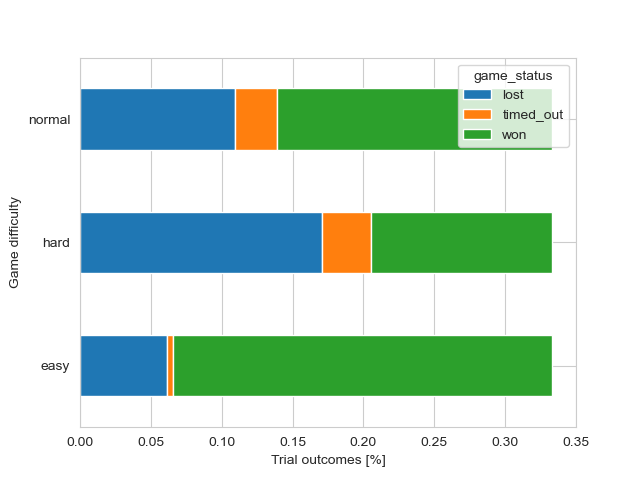 game_status
lost
timed_out
won
normal
hard
easy
Game difficulty
0.00 0.05 0.10 0.15 0.20 0.25 0.30 0.35
Trial outcomes [%]